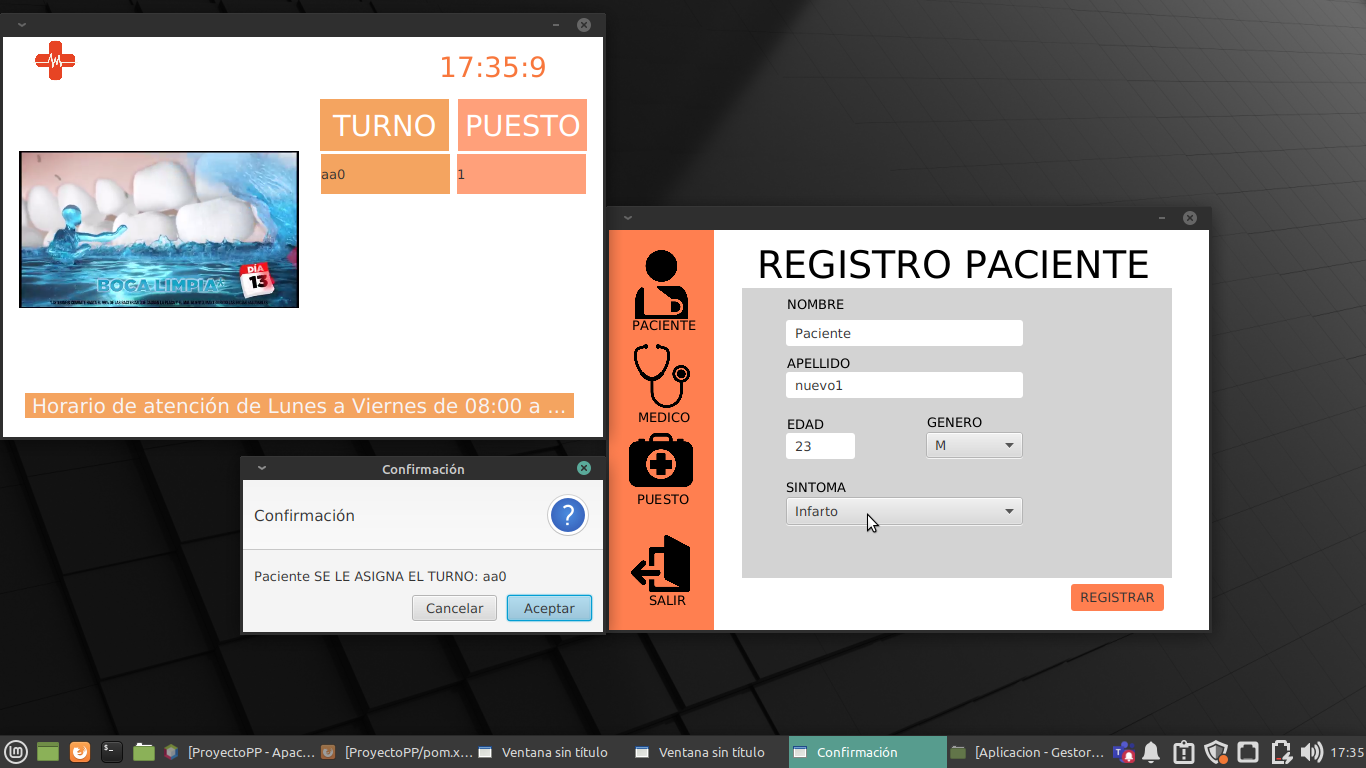 17:35:9
TURNO PUESTO
aa0 1
BOCA LIMPIA
DÍA
13
Horario de atención de Lunes a Viernes de 08:00 a ...
Confirmación
Confirmación
?
Paciente SE LE ASIGNA EL TURNO: aa0
Cancelar Aceptar
PACIENTE
MEDICO
PUESTO
SALIR
REGISTRO PACIENTE
NOMBRE
Paciente
APELLIDO
nuevo1
EDAD GENERO
23 M
SINTOMA
Infarto
REGISTRAR
[ProyectoPP - Apac... [ProyectoPP/pom.x... Ventana sin título Ventana sin título Confirmación [Aplicacion - Gestor... 17:35